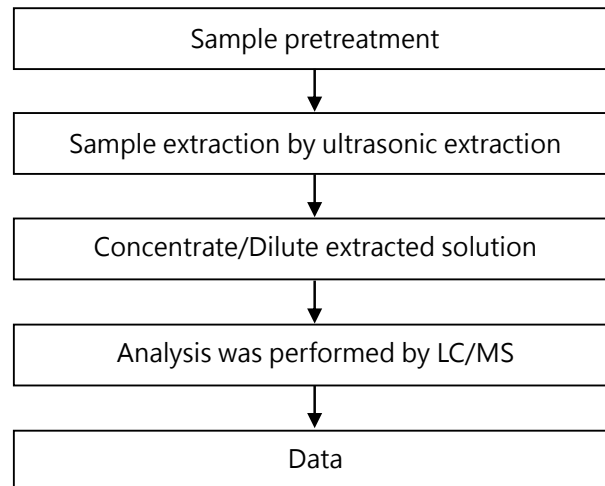 Sample pretreatment
Sample extraction by ultrasonic extraction
Concentrate/Dilute extracted solution
Analysis was performed by LC/MS
Data